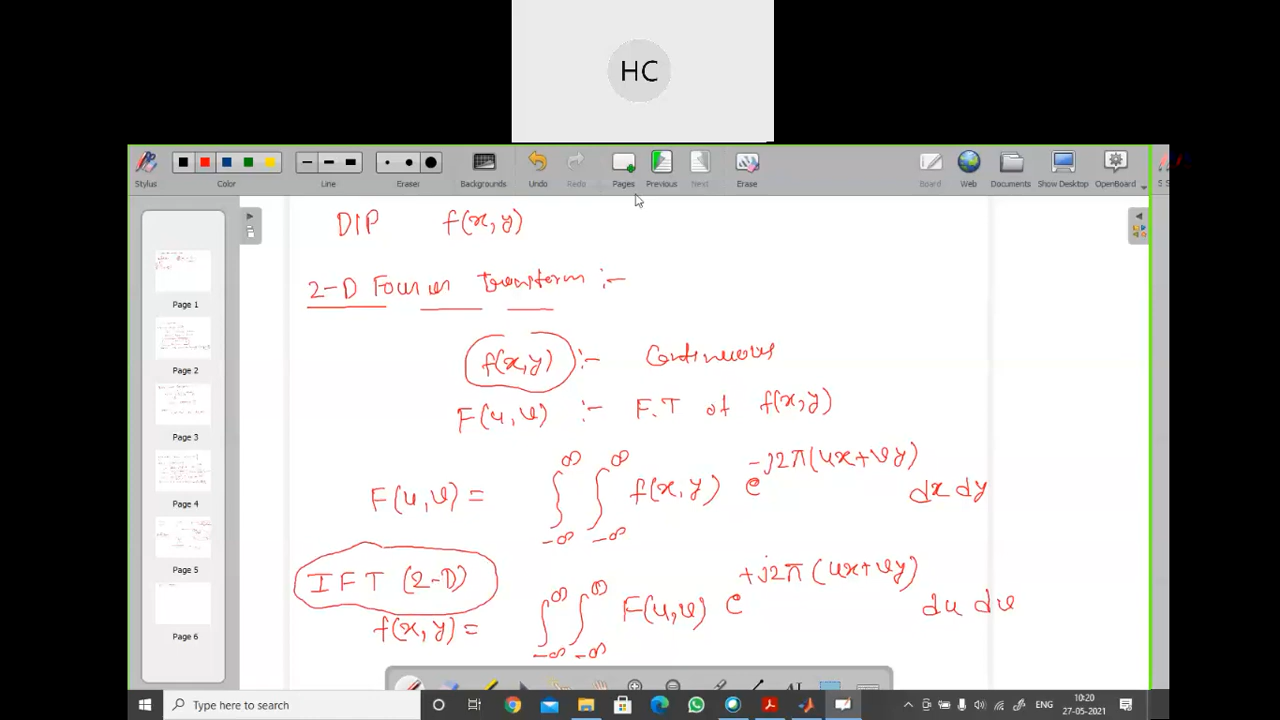 HC
Stylus Color Line Eraser Backgrounds Undo Redo Pages Previous Next Erase Board Web Documents Show Desktop OpenBoard
DIP f(x,y)
2-D Fourier transform :-
f(x,y) :- Continuous
F(u,v) :- F.T of f(x,y)
F(u,v) = ∫_{-∞}^{∞} ∫_{-∞}^{∞} f(x,y) e^{-j2π(ux+vy)} dx dy
IFT (2-D)
f(x,y) = ∫_{-∞}^{∞} ∫_{-∞}^{∞} F(u,v) e^{+j2π(ux+vy)} du dv
Page 1
Page 2
Page 3
Page 4
Page 5
Page 6
Type here to search
ENG
10:20
27-05-2021